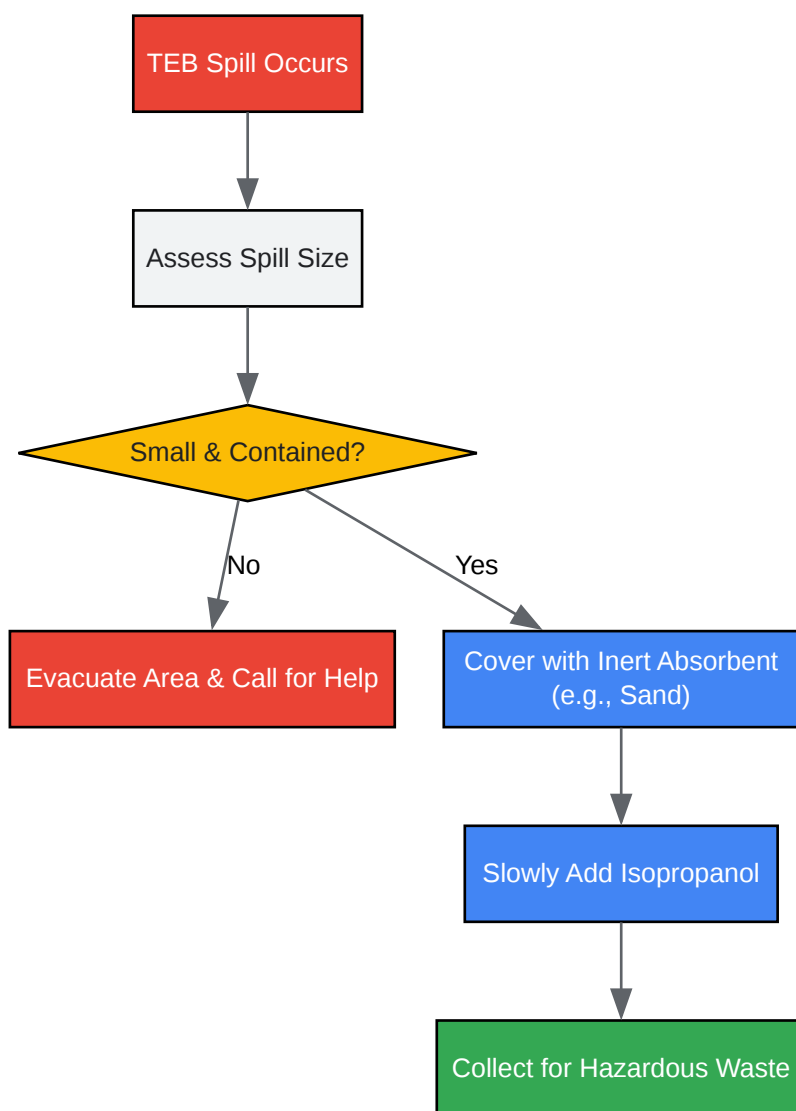 TEB Spill Occurs
Assess Spill Size
Small & Contained?
No
Yes
Evacuate Area & Call for Help
Cover with Inert Absorbent
(e.g., Sand)
Slowly Add Isopropanol
Collect for Hazardous Waste